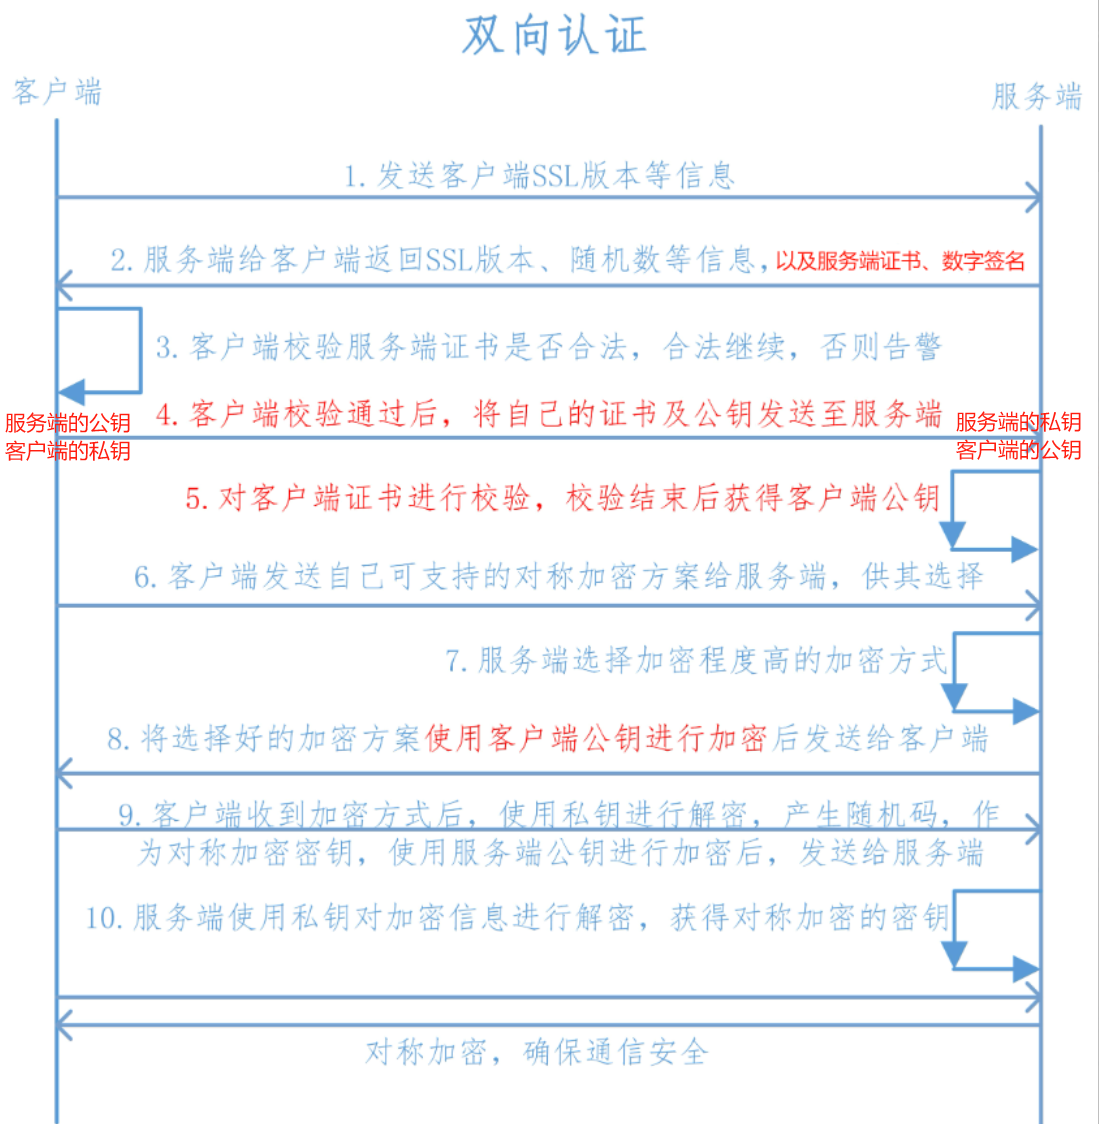 双向认证
客户端
服务端
1.发送客户端SSL版本等信息
2.服务端给客户端返回SSL版本、随机数等信息,以及服务端证书、数字签名
3.客户端校验服务端证书是否合法，合法继续，否则告警
4.客户端校验通过后，将自己的证书及公钥发送至服务端
服务端的公钥
客户端的私钥
服务端的私钥
客户端的公钥
5.对客户端证书进行校验，校验结束后获得客户端公钥
6.客户端发送自己可支持的对称加密方案给服务端，供其选择
7.服务端选择加密程度高的加密方式
8.将选择好的加密方案使用客户端公钥进行加密后发送给客户端
9.客户端收到加密方式后，使用私钥进行解密，产生随机码，作
为对称加密密钥，使用服务端公钥进行加密后，发送给服务端
10.服务端使用私钥对加密信息进行解密，获得对称加密的密钥
对称加密，确保通信安全